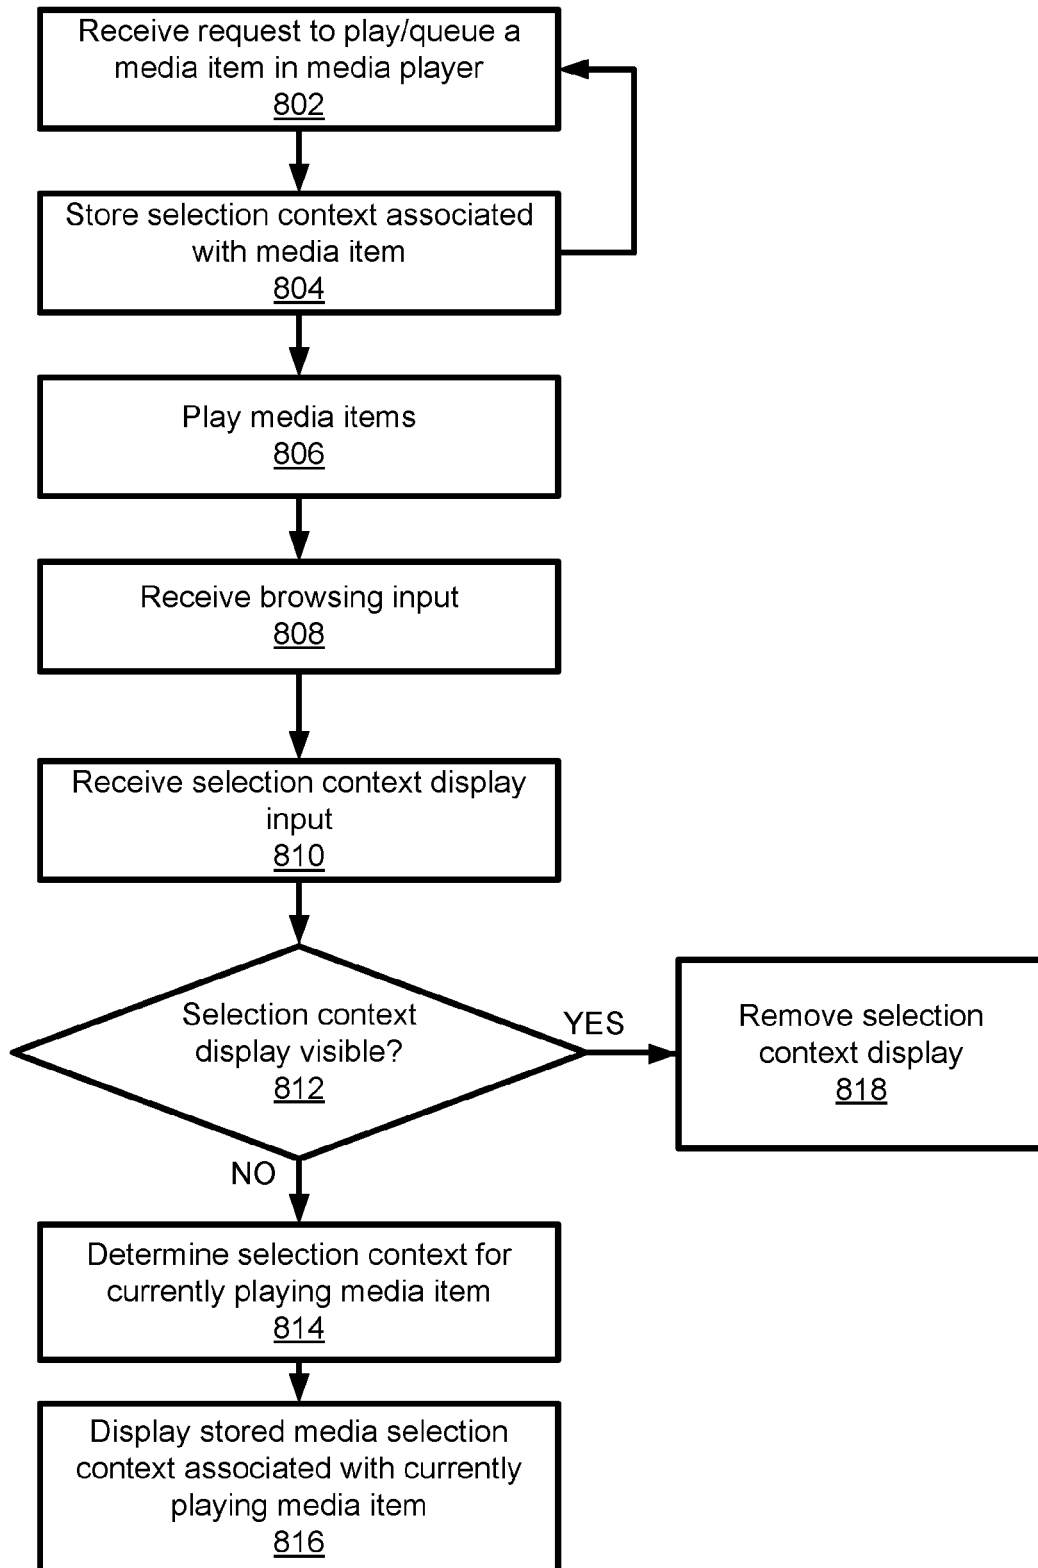 Receive request to play/queue a
media item in media player
802
Store selection context associated
with media item
804
Play media items
806
Receive browsing input
808
Receive selection context display
input
810
Selection context
display visible?
812
YES
Remove selection
context display
818
NO
Determine selection context for
currently playing media item
814
Display stored media selection
context associated with currently
playing media item
816